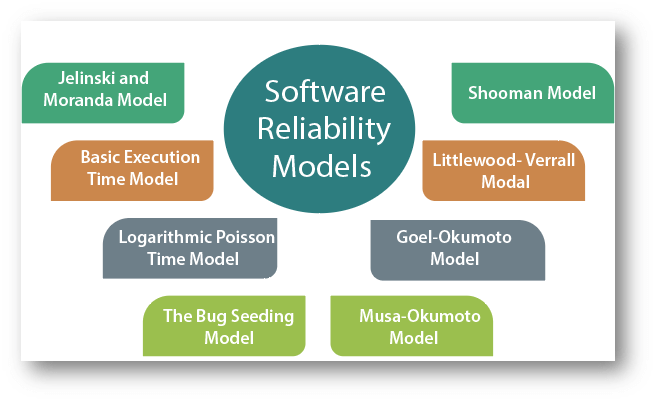 Software
Reliability
Models
Jelinski and
Moranda Model
Shooman Model
Basic Execution
Time Model
Littlewood- Verrall
Modal
Logarithmic Poisson
Time Model
Goel-Okumoto
Model
The Bug Seeding
Model
Musa-Okumoto
Model